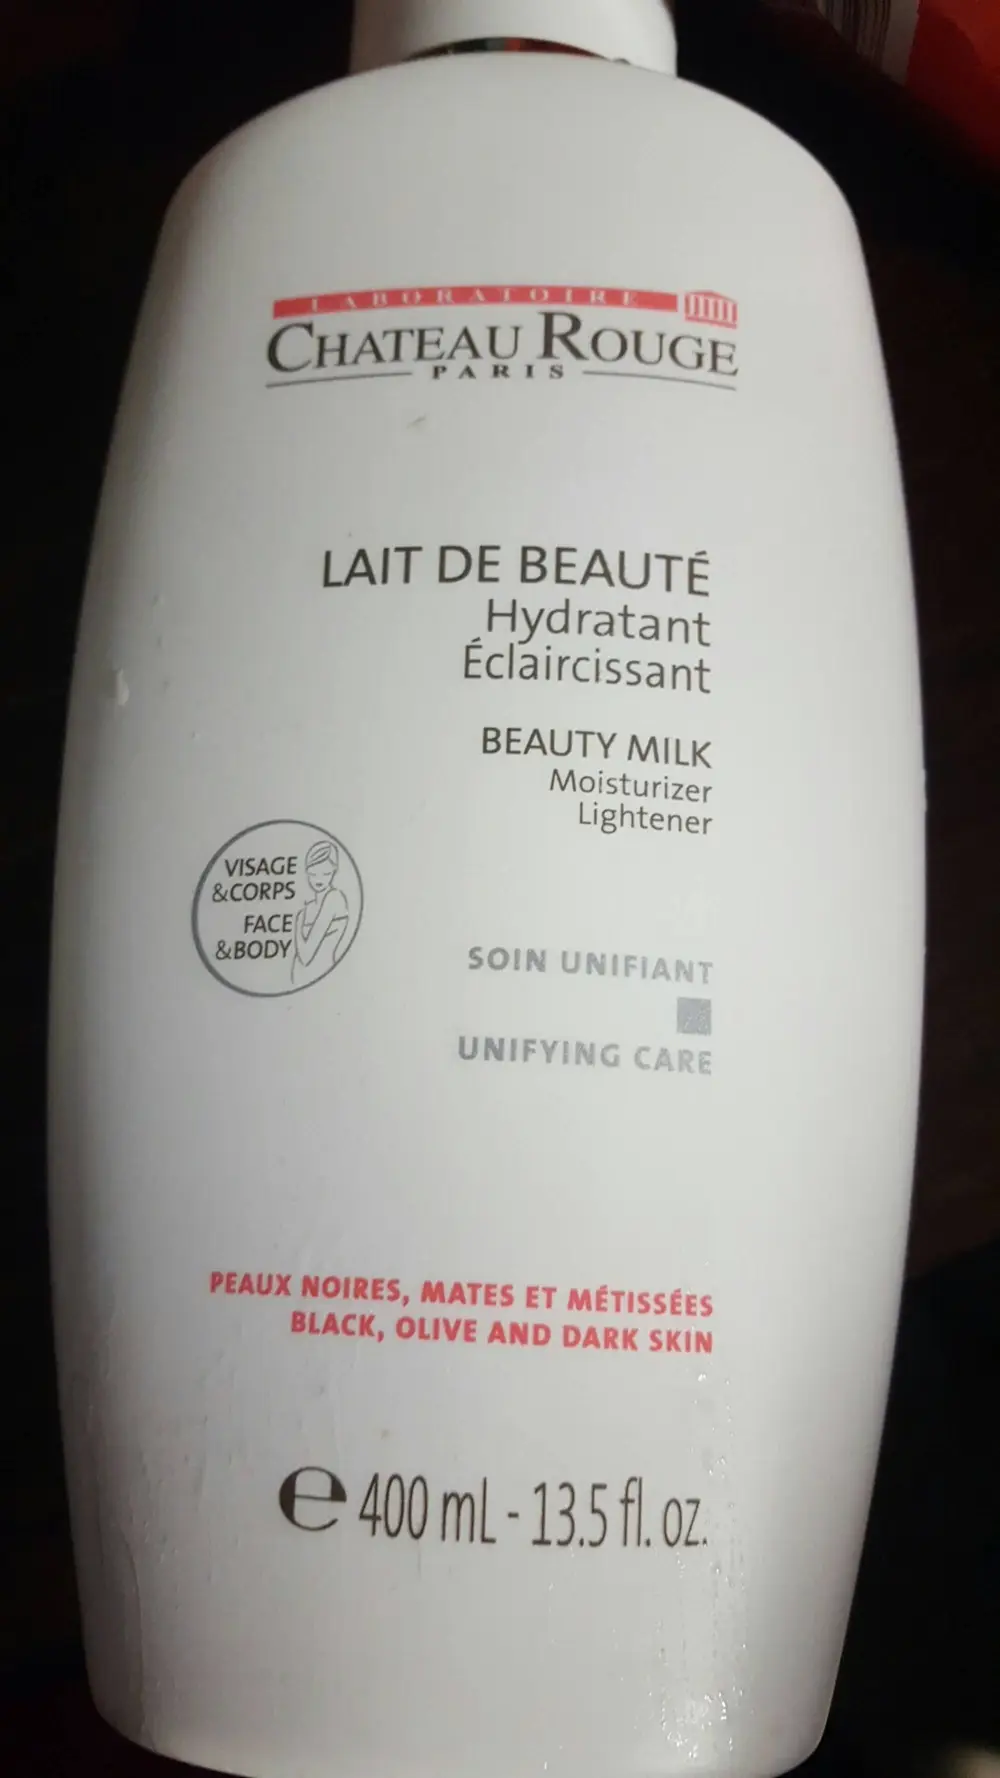 LABORATOIRE
CHATEAU ROUGE
PARIS
LAIT DE BEAUTÉ
Hydratant
Éclaircissant
BEAUTY MILK
Moisturizer
Lightener
VISAGE
&CORPS
FACE
&BODY
SOIN UNIFIANT
UNIFYING CARE
PEAUX NOIRES, MATES ET MÉTISSÉES
BLACK, OLIVE AND DARK SKIN
e 400 mL - 13.5 fl. oz.